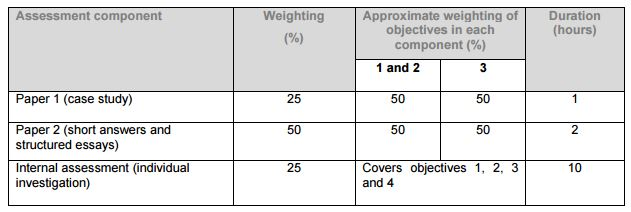 Assessment component Weighting Approximate weighting of Duration
(%) objectives in each (hours)
component (%)
1 and 2 3
Paper 1 (case study) 25 50 50 1
Paper 2 (short answers and 50 50 50 2
structured essays)
Internal assessment (individual 25 Covers objectives 1, 2, 3 10
investigation) and 4